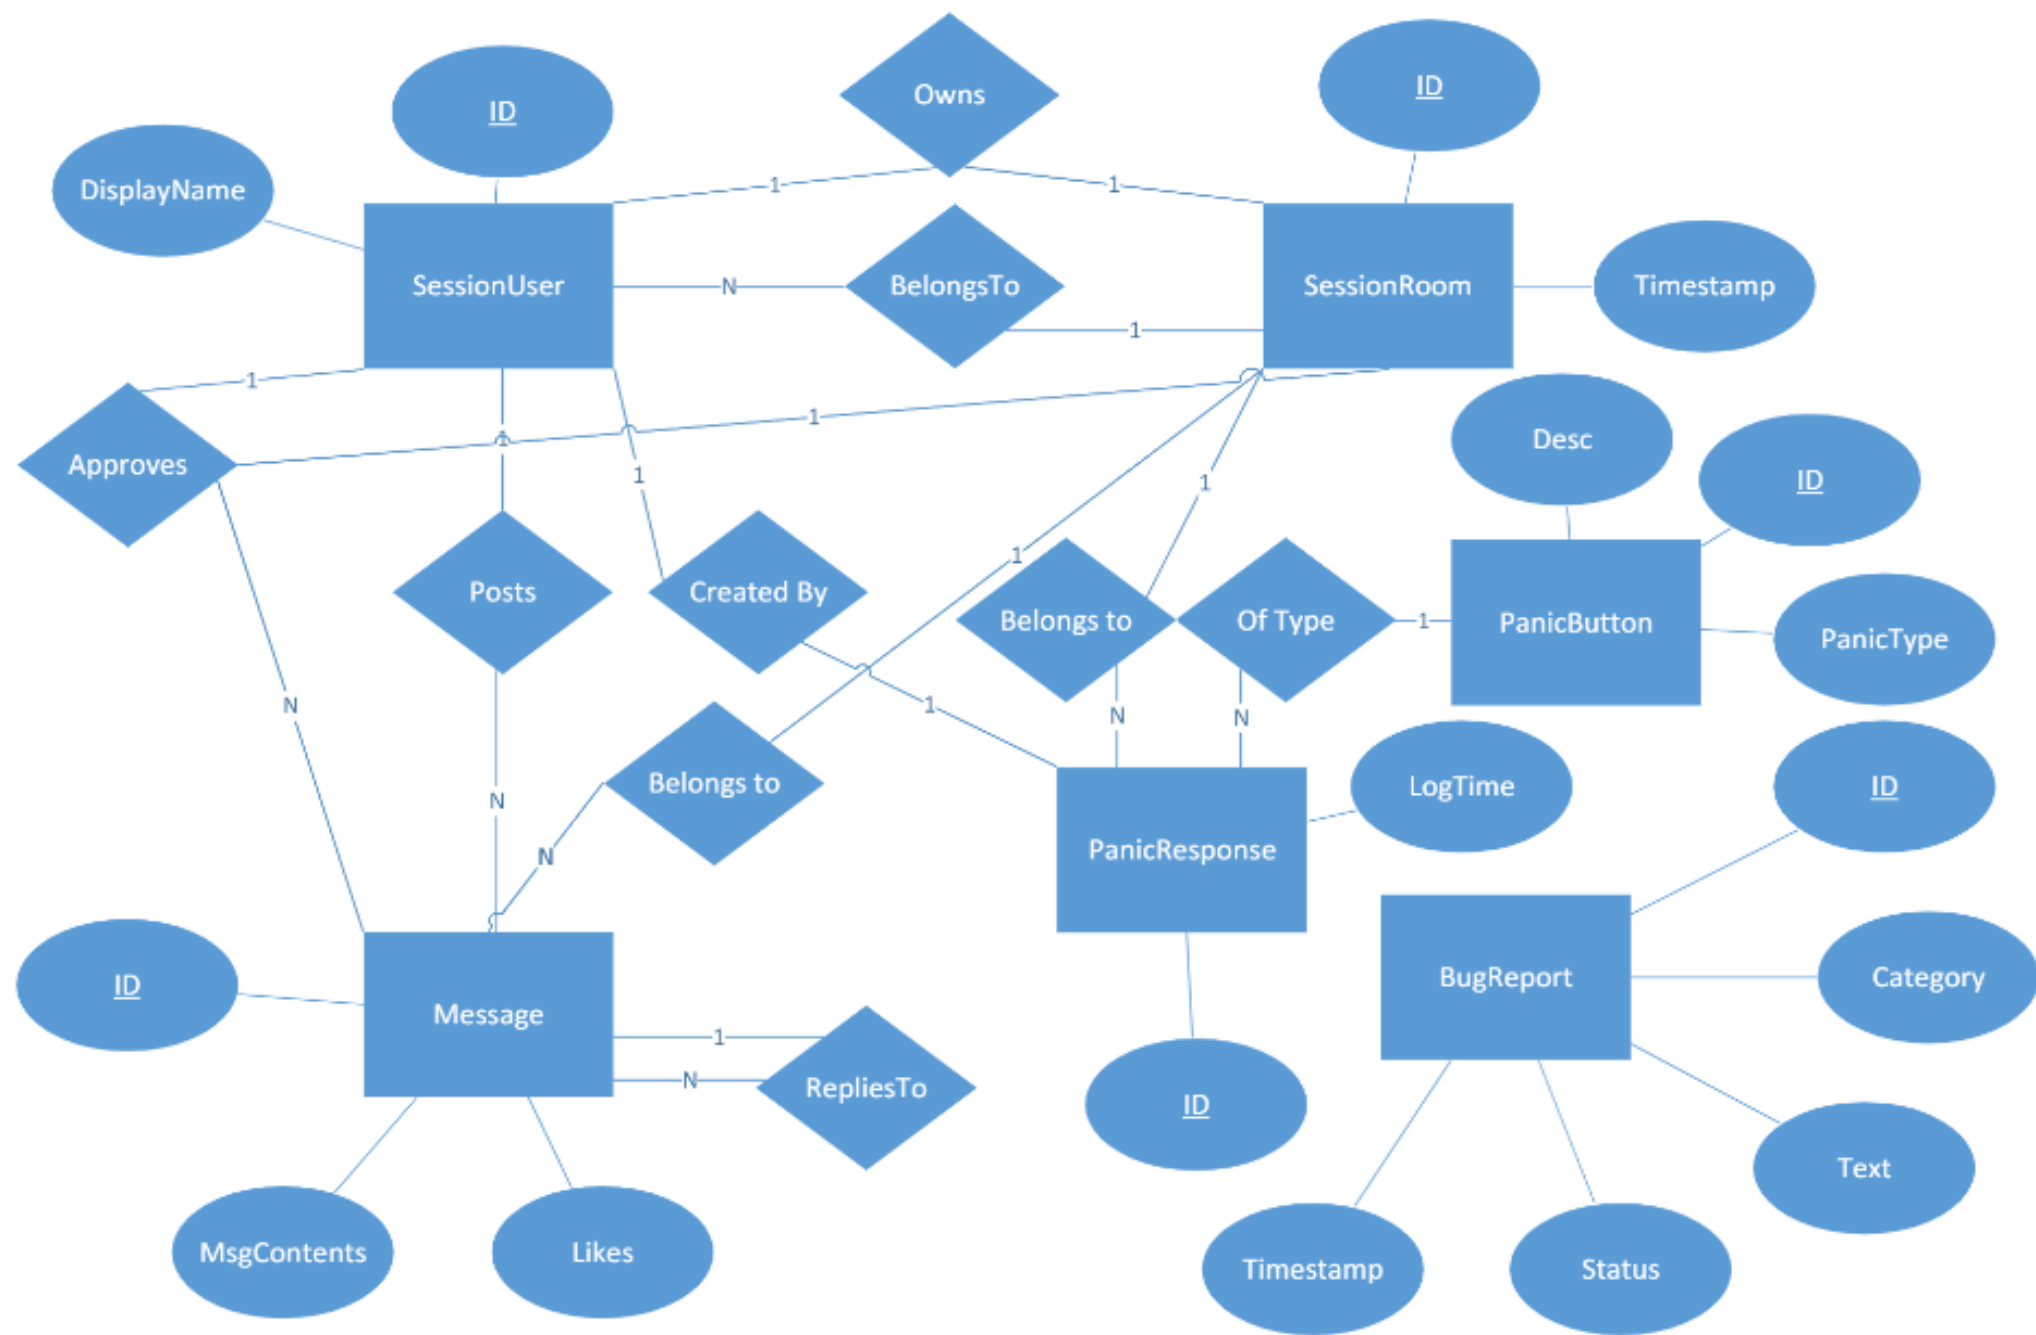 Owns
ID
ID
DisplayName
1
1
SessionUser
N
BelongsTo
SessionRoom
Timestamp
1
1
1
1
Desc
Approves
1
1
ID
1
Posts
Created By
Belongs to
Of Type
1
PanicButton
PanicType
N
1
N
N
Belongs to
LogTime
ID
N
N
PanicResponse
ID
Message
BugReport
Category
1
N
RepliesTo
ID
Text
MsgContents
Likes
Timestamp
Status